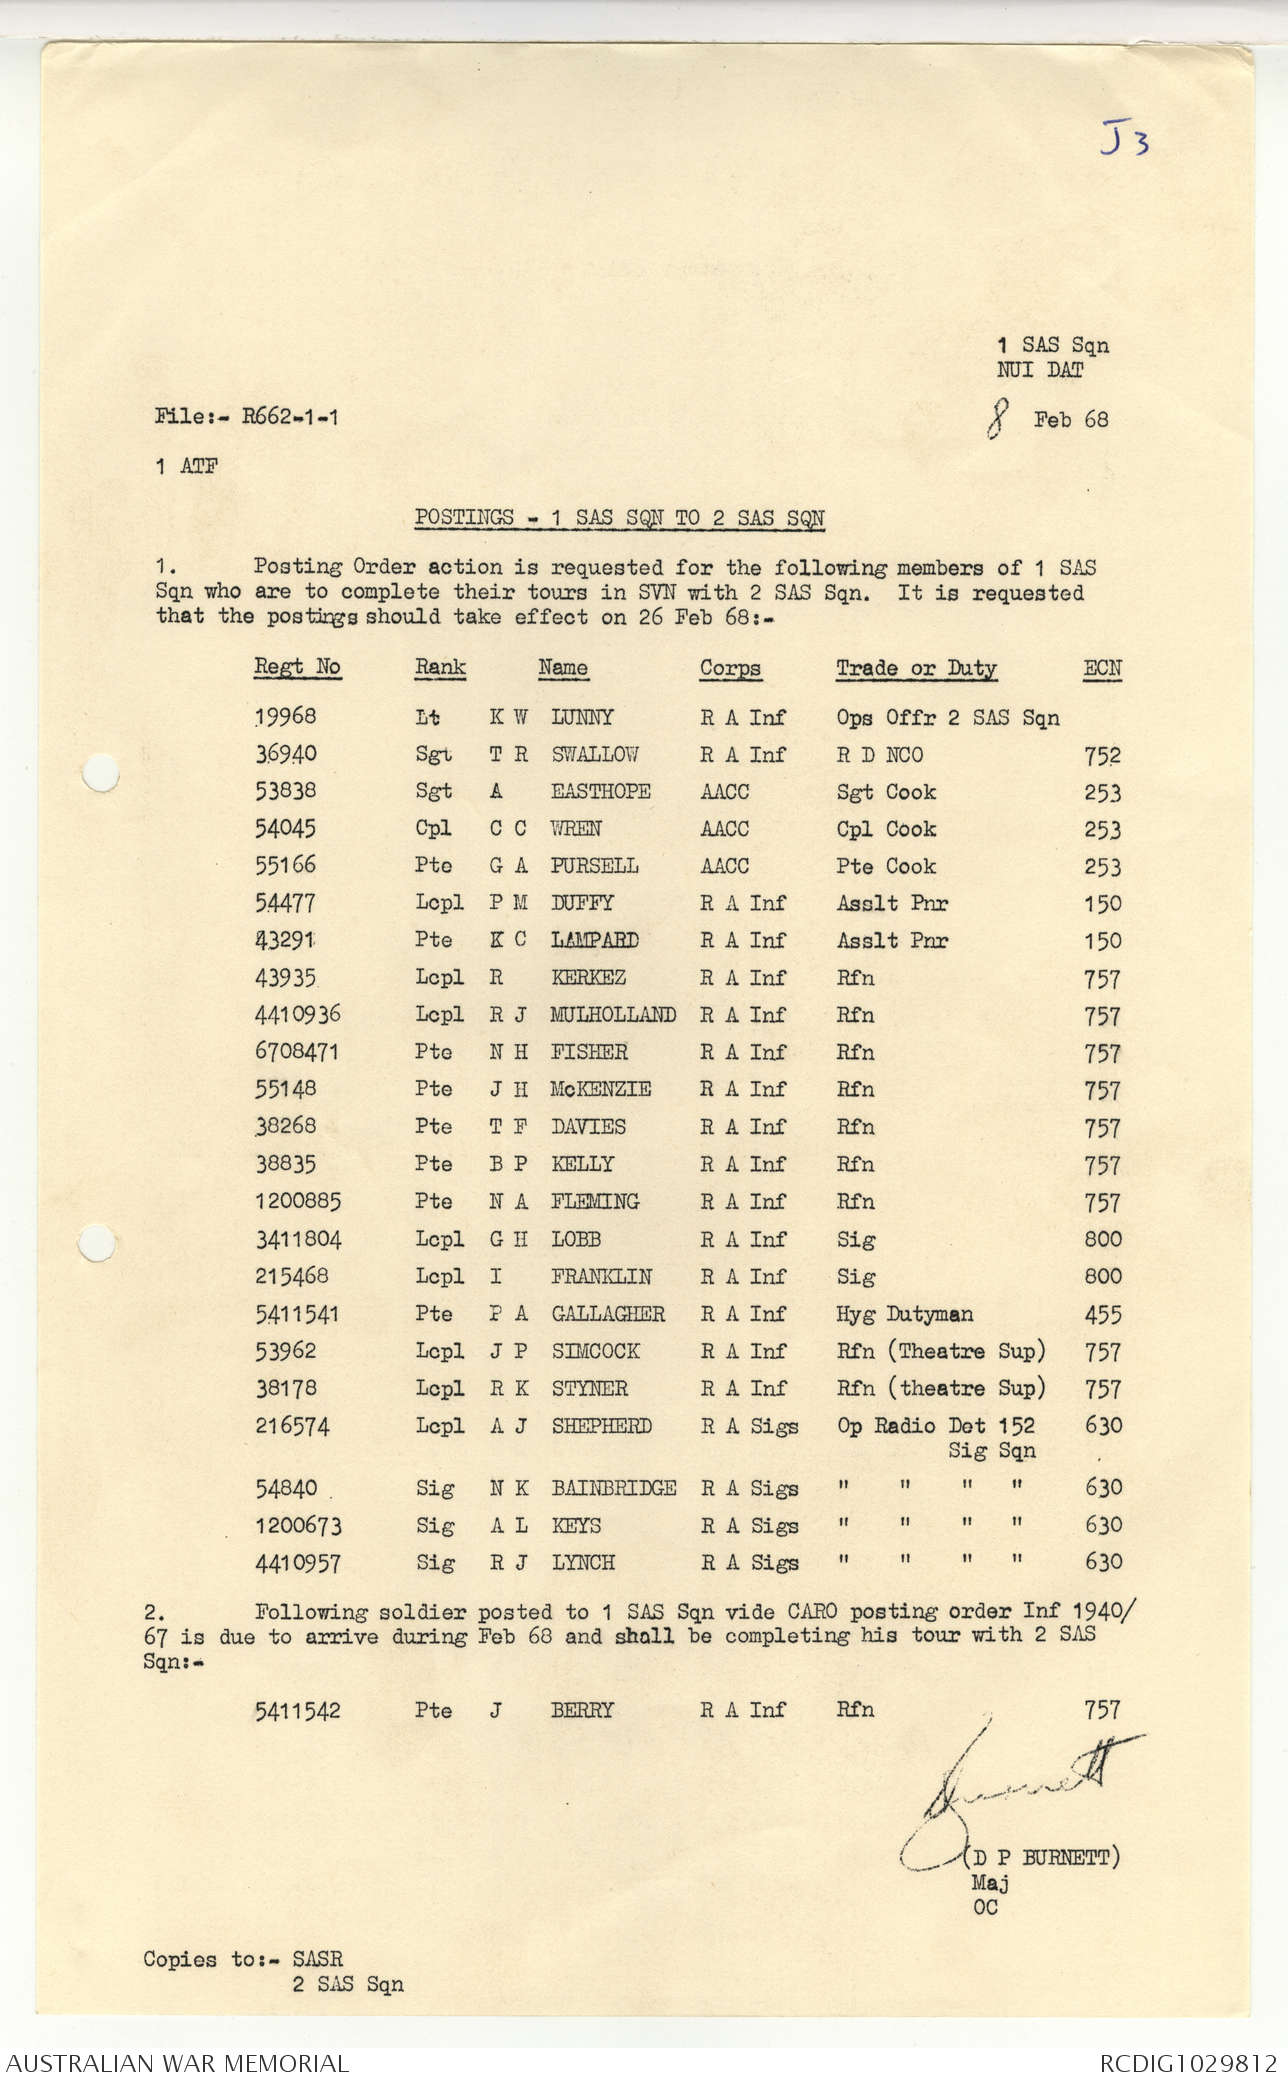 J3
1 SAS Sqn
NUI DAT
File:- R662-1-1
8 Feb 68
1 ATF
POSTINGS - 1 SAS SQN TO 2 SAS SQN
1. Posting Order action is requested for the following members of 1 SAS
Sqn who are to complete their tours in SVN with 2 SAS Sqn. It is requested
that the postings should take effect on 26 Feb 68:-
Regt No Rank Name Corps Trade or Duty ECN
19968 Lt K W LUNNY R A Inf Ops Offr 2 SAS Sqn
36940 Sgt T R SWALLOW R A Inf R D NCO 752
53838 Sgt A EASTHOPE AACC Sgt Cook 253
54045 Cpl C C WREN AACC Cpl Cook 253
55166 Pte G A PURSELL AACC Pte Cook 253
54477 Lcpl P M DUFFY R A Inf Asslt Pnr 150
43291 Pte K C LAMPARD R A Inf Asslt Pnr 150
43935 Lcpl R KERKEZ R A Inf Rfn 757
4410936 Lcpl R J MULHOLLAND R A Inf Rfn 757
6708471 Pte N H FISHER R A Inf Rfn 757
55148 Pte J H McKENZIE R A Inf Rfn 757
38268 Pte T F DAVIES R A Inf Rfn 757
38835 Pte B P KELLY R A Inf Rfn 757
1200885 Pte N A FLEMING R A Inf Rfn 757
3411804 Lcpl G H LOBB R A Inf Sig 800
215468 Lcpl I FRANKLIN R A Inf Sig 800
5411541 Pte P A GALLAGHER R A Inf Hyg Dutyman 455
53962 Lcpl J P SIMCOCK R A Inf Rfn (Theatre Sup) 757
38178 Lcpl R K STYNER R A Inf Rfn (theatre Sup) 757
216574 Lcpl A J SHEPHERD R A Sigs Op Radio Det 152 630
Sig Sqn
54840 Sig N K BAINBRIDGE R A Sigs " " " " 630
1200673 Sig A L KEYS R A Sigs " " " " 630
4410957 Sig R J LYNCH R A Sigs " " " " 630
2. Following soldier posted to 1 SAS Sqn vide CARO posting order Inf 1940/
67 is due to arrive during Feb 68 and shall be completing his tour with 2 SAS
Sqn:-
5411542 Pte J BERRY R A Inf Rfn 757
Burnett
(D P BURNETT)
Maj
OC
Copies to:- SASR
2 SAS Sqn
AUSTRALIAN WAR MEMORIAL RCDIG1029812